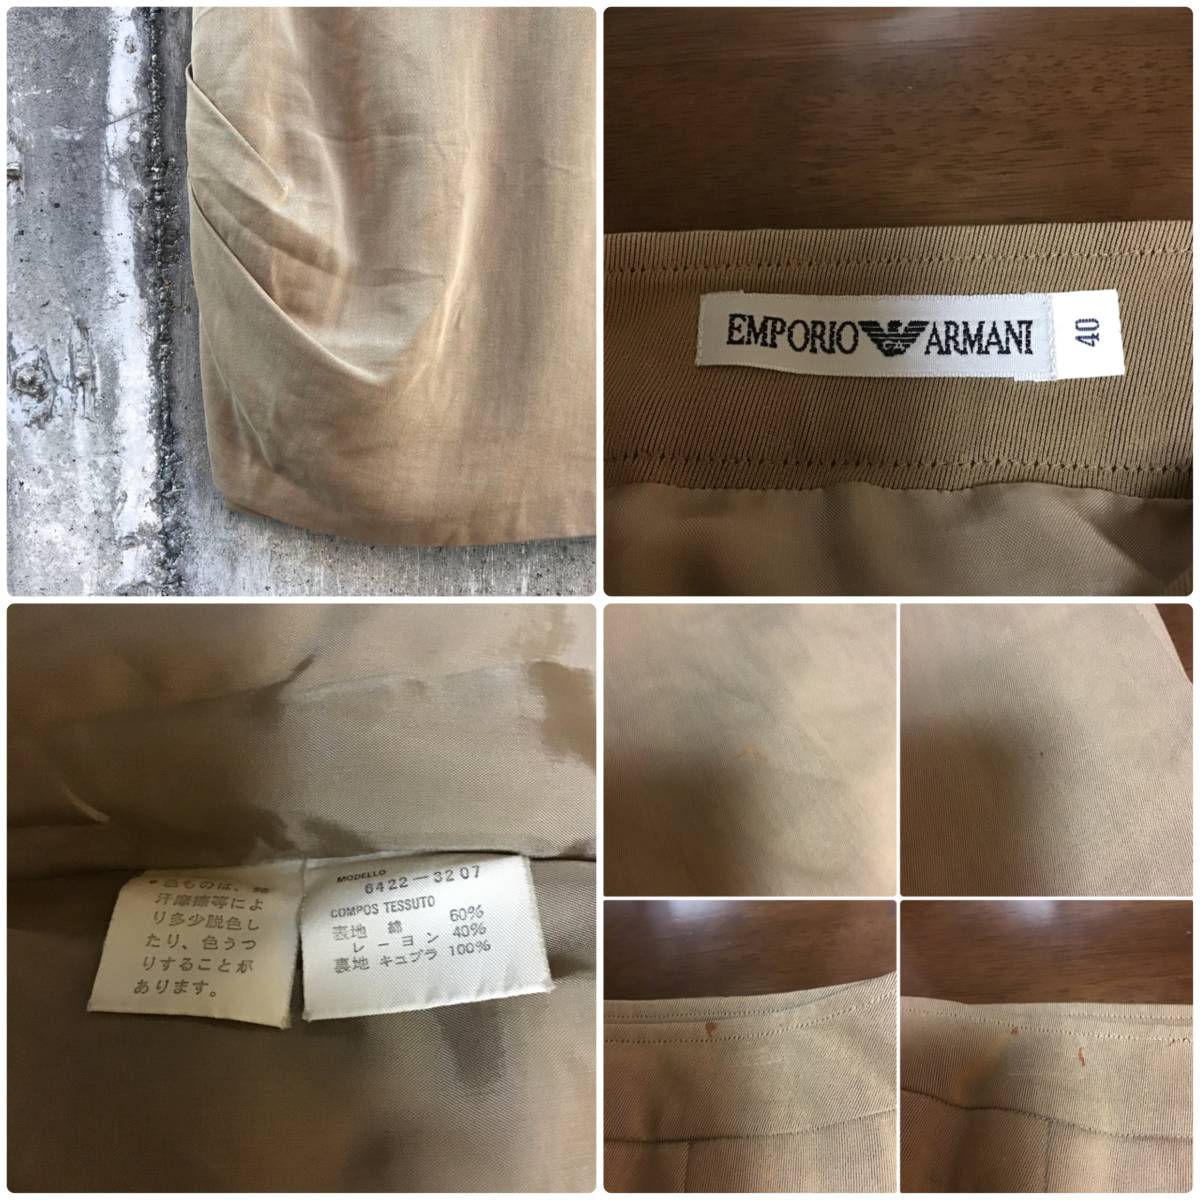 EMPORIO ARMANI
40
・色ものは、
汗摩擦等によ
り多少脱色し
たり、色うつ
りすることが
あります。
MODELLO
6422-3207
COMPOS TESSUTO
表地 綿 60%
レーヨン 40%
裏地 キュプラ 100%